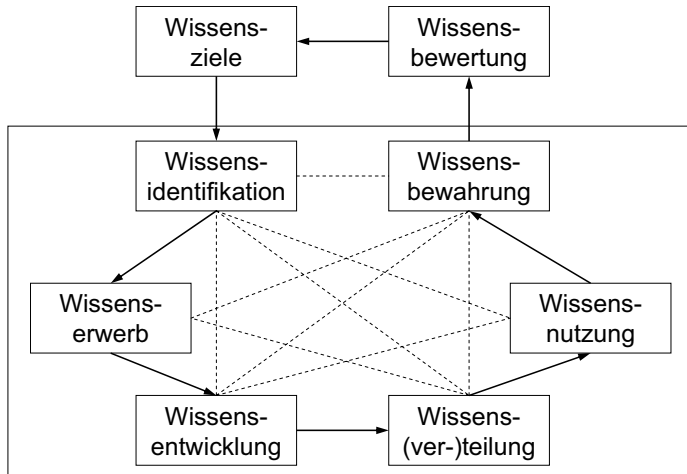 Wissens-
ziele
Wissens-
bewertung
Wissens-
identifikation
Wissens-
bewahrung
Wissens-
erwerb
Wissens-
nutzung
Wissens-
entwicklung
Wissens-
(ver-)teilung